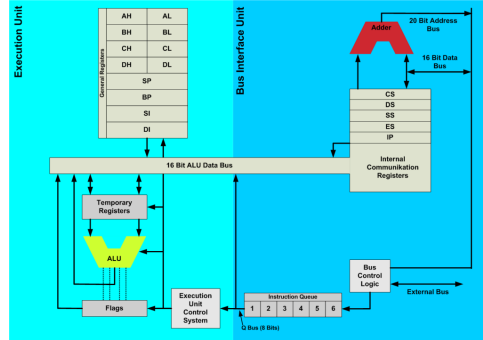 Execution Unit
Bus Interface Unit
General Registers
AH AL
BH BL
CH CL
DH DL
SP
BP
SI
DI
Adder
20 Bit Address
Bus
16 Bit Data
Bus
CS
DS
SS
ES
IP
Internal
Communikation
Registers
16 Bit ALU Data Bus
Temporary
Registers
ALU
Flags
Execution
Unit
Control
System
Instruction Queue
1 2 3 4 5 6
Q Bus (8 Bits)
Bus
Control
Logic
External Bus